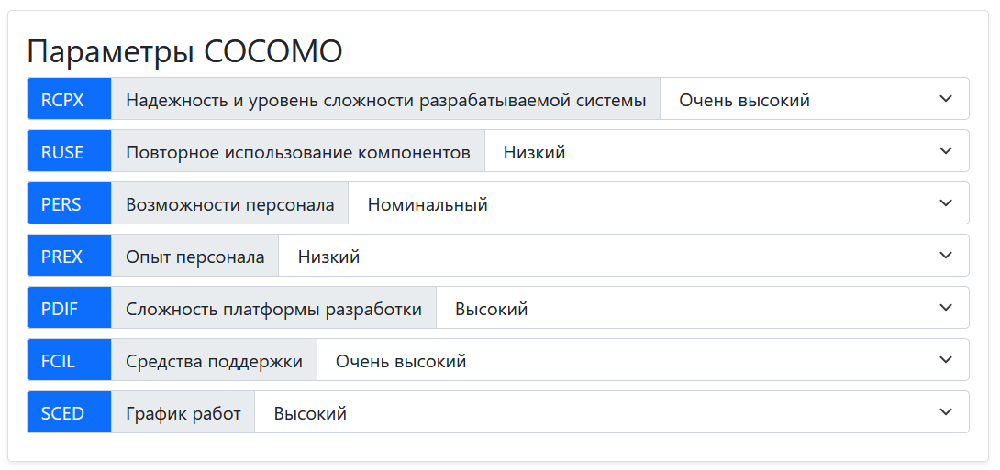 Параметры COCOMO
RCPX Надежность и уровень сложности разрабатываемой системы Очень высокий
RUSE Повторное использование компонентов Низкий
PERS Возможности персонала Номинальный
PREX Опыт персонала Низкий
PDIF Сложность платформы разработки Высокий
FCIL Средства поддержки Очень высокий
SCED График работ Высокий